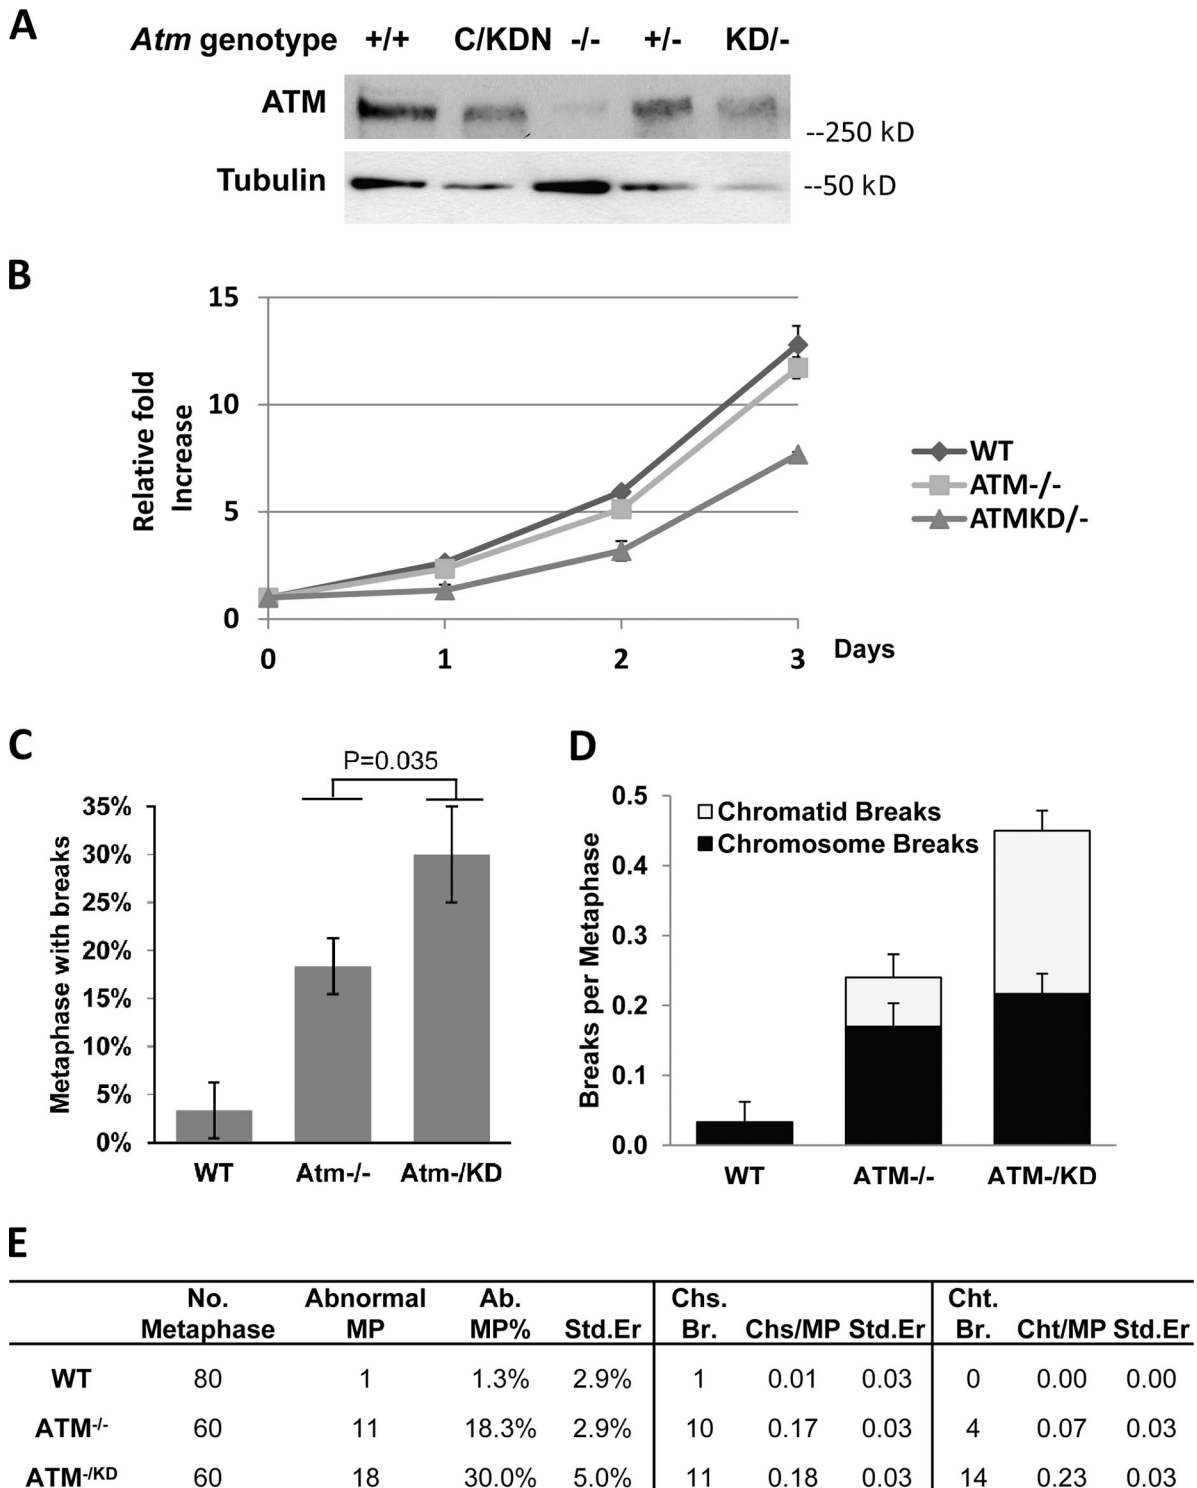 A
Atm genotype +/+ C/KDN -/- +/- KD/-
ATM
--250 kD
Tubulin
--50 kD
B
15
10
5
0
Relative fold
Increase
0 1 2 3 Days
WT
ATM-/-
ATMKD/-
C
P=0.035
35%
30%
25%
20%
15%
10%
5%
0%
Metaphase with breaks
WT Atm-/- Atm-/KD
D
0.5
0.4
0.3
0.2
0.1
0.0
Breaks per Metaphase
Chromatid Breaks
Chromosome Breaks
WT ATM-/- ATM-/KD
E
No. Abnormal Ab. Chs. Cht.
Metaphase MP MP% Std.Er Br. Chs/MP Std.Er Br. Cht/MP Std.Er
WT 80 1 1.3% 2.9% 1 0.01 0.03 0 0.00 0.00
ATM-/- 60 11 18.3% 2.9% 10 0.17 0.03 4 0.07 0.03
ATM-/KD 60 18 30.0% 5.0% 11 0.18 0.03 14 0.23 0.03